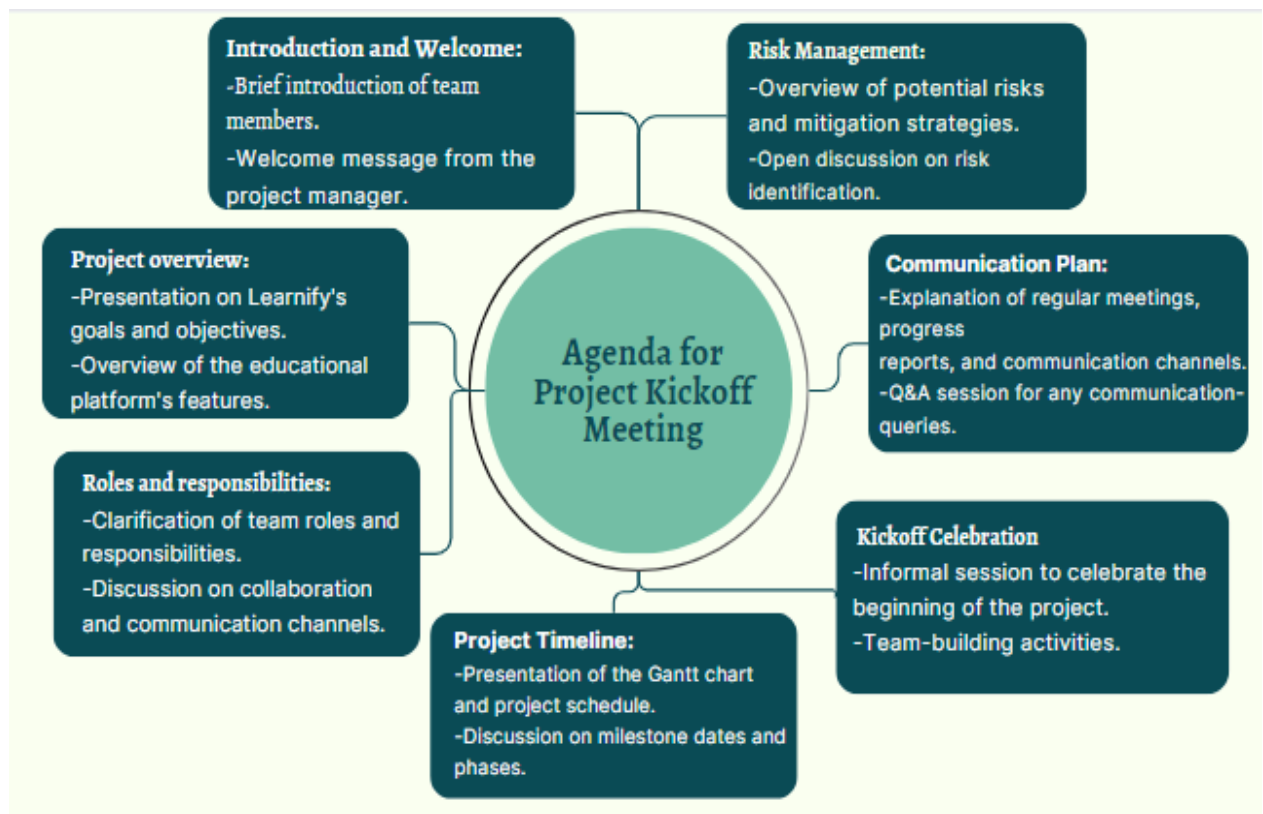 Introduction and Welcome:
-Brief introduction of team
members.
-Welcome message from the
project manager.
Risk Management:
-Overview of potential risks
and mitigation strategies.
-Open discussion on risk
identification.
Project overview:
-Presentation on Learnify's
goals and objectives.
-Overview of the educational
platform's features.
Communication Plan:
-Explanation of regular meetings,
progress
reports, and communication channels.
-Q&A session for any communication-
queries.
Agenda for
Project Kickoff
Meeting
Roles and responsibilities:
-Clarification of team roles and
responsibilities.
-Discussion on collaboration
and communication channels.
Kickoff Celebration
-Informal session to celebrate the
beginning of the project.
-Team-building activities.
Project Timeline:
-Presentation of the Gantt chart
and project schedule.
-Discussion on milestone dates and
phases.